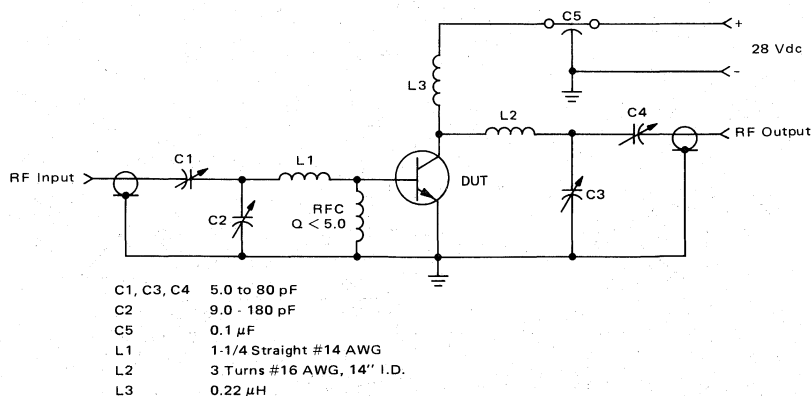 C5
+
28 Vdc
-
L3
L2
C4
RF Output
C1
L1
RF Input
DUT
C2
RFC
Q < 5.0
C3
C1, C3, C4 5.0 to 80 pF
C2 9.0 - 180 pF
C5 0.1 μF
L1 1-1/4 Straight #14 AWG
L2 3 Turns #16 AWG, 14'' I.D.
L3 0.22 μH